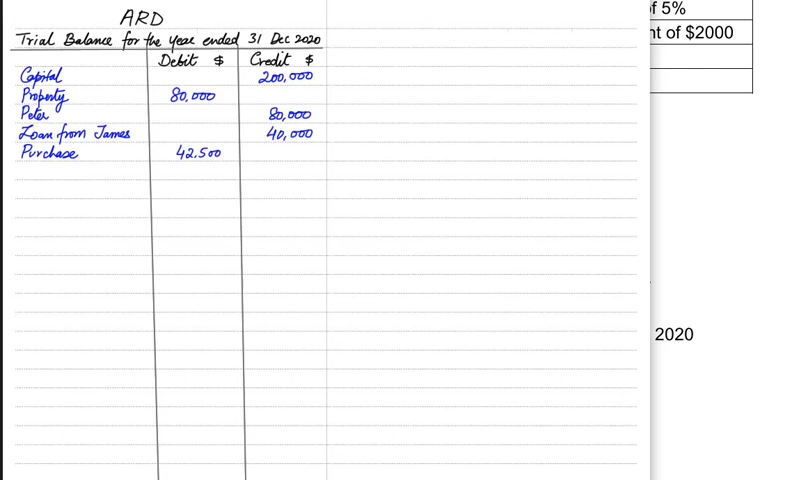 ARD
Trial Balance for the year ended 31 Dec 2020
Debit $ Credit $
Capital 200,000
Property 80,000
Peter 80,000
Loan from James 40,000
Purchase 42.500
of 5%
nt of $2000
2020